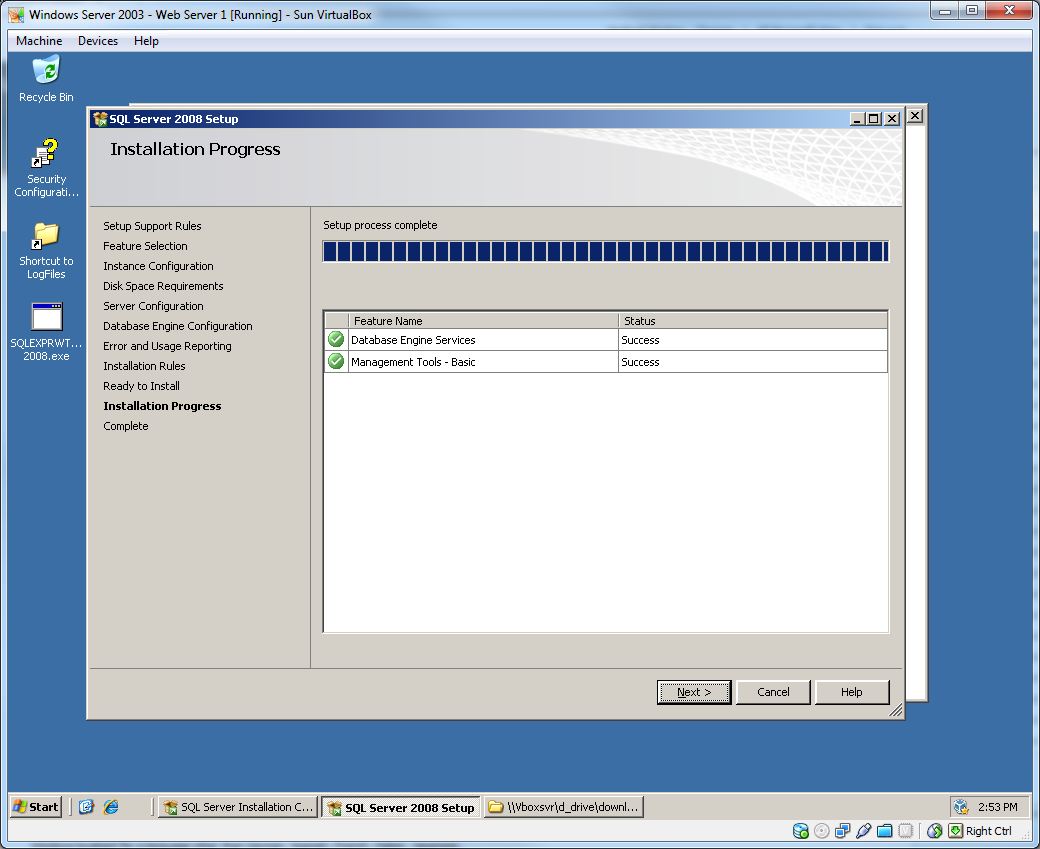 Windows Server 2003 - Web Server 1 [Running] - Sun VirtualBox
Machine Devices Help
Recycle Bin
Security
Configurati...
Shortcut to
LogFiles
SQLEXPRWT...
2008.exe
SQL Server 2008 Setup
Installation Progress
Setup Support Rules
Feature Selection
Instance Configuration
Disk Space Requirements
Server Configuration
Database Engine Configuration
Error and Usage Reporting
Installation Rules
Ready to Install
Installation Progress
Complete
Setup process complete
Feature Name Status
Database Engine Services Success
Management Tools - Basic Success
Next > Cancel Help
Start SQL Server Installation C... SQL Server 2008 Setup \\Vboxsvr\d_drive\downl... 2:53 PM
Right Ctrl